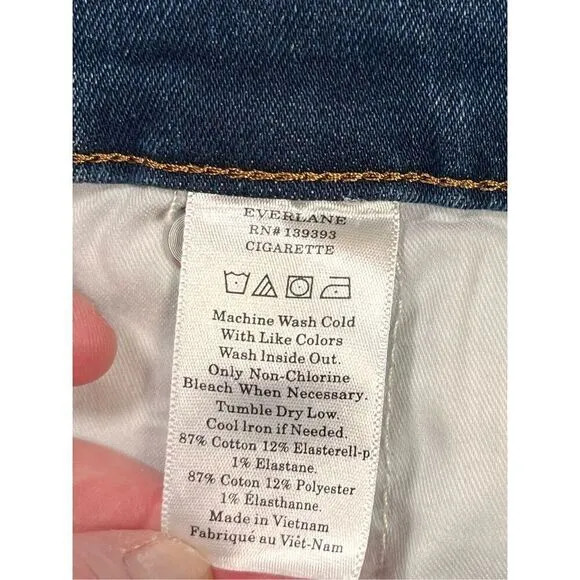 EVERLANE
RN# 139393
CIGARETTE
Machine Wash Cold
With Like Colors
Wash Inside Out.
Only Non-Chlorine
Bleach When Necessary.
Tumble Dry Low.
Cool Iron if Needed.
87% Cotton 12% Elasterell-p
1% Elastane.
87% Coton 12% Polyester
1% Élasthanne.
Made in Vietnam
Fabriqué au Viêt-Nam